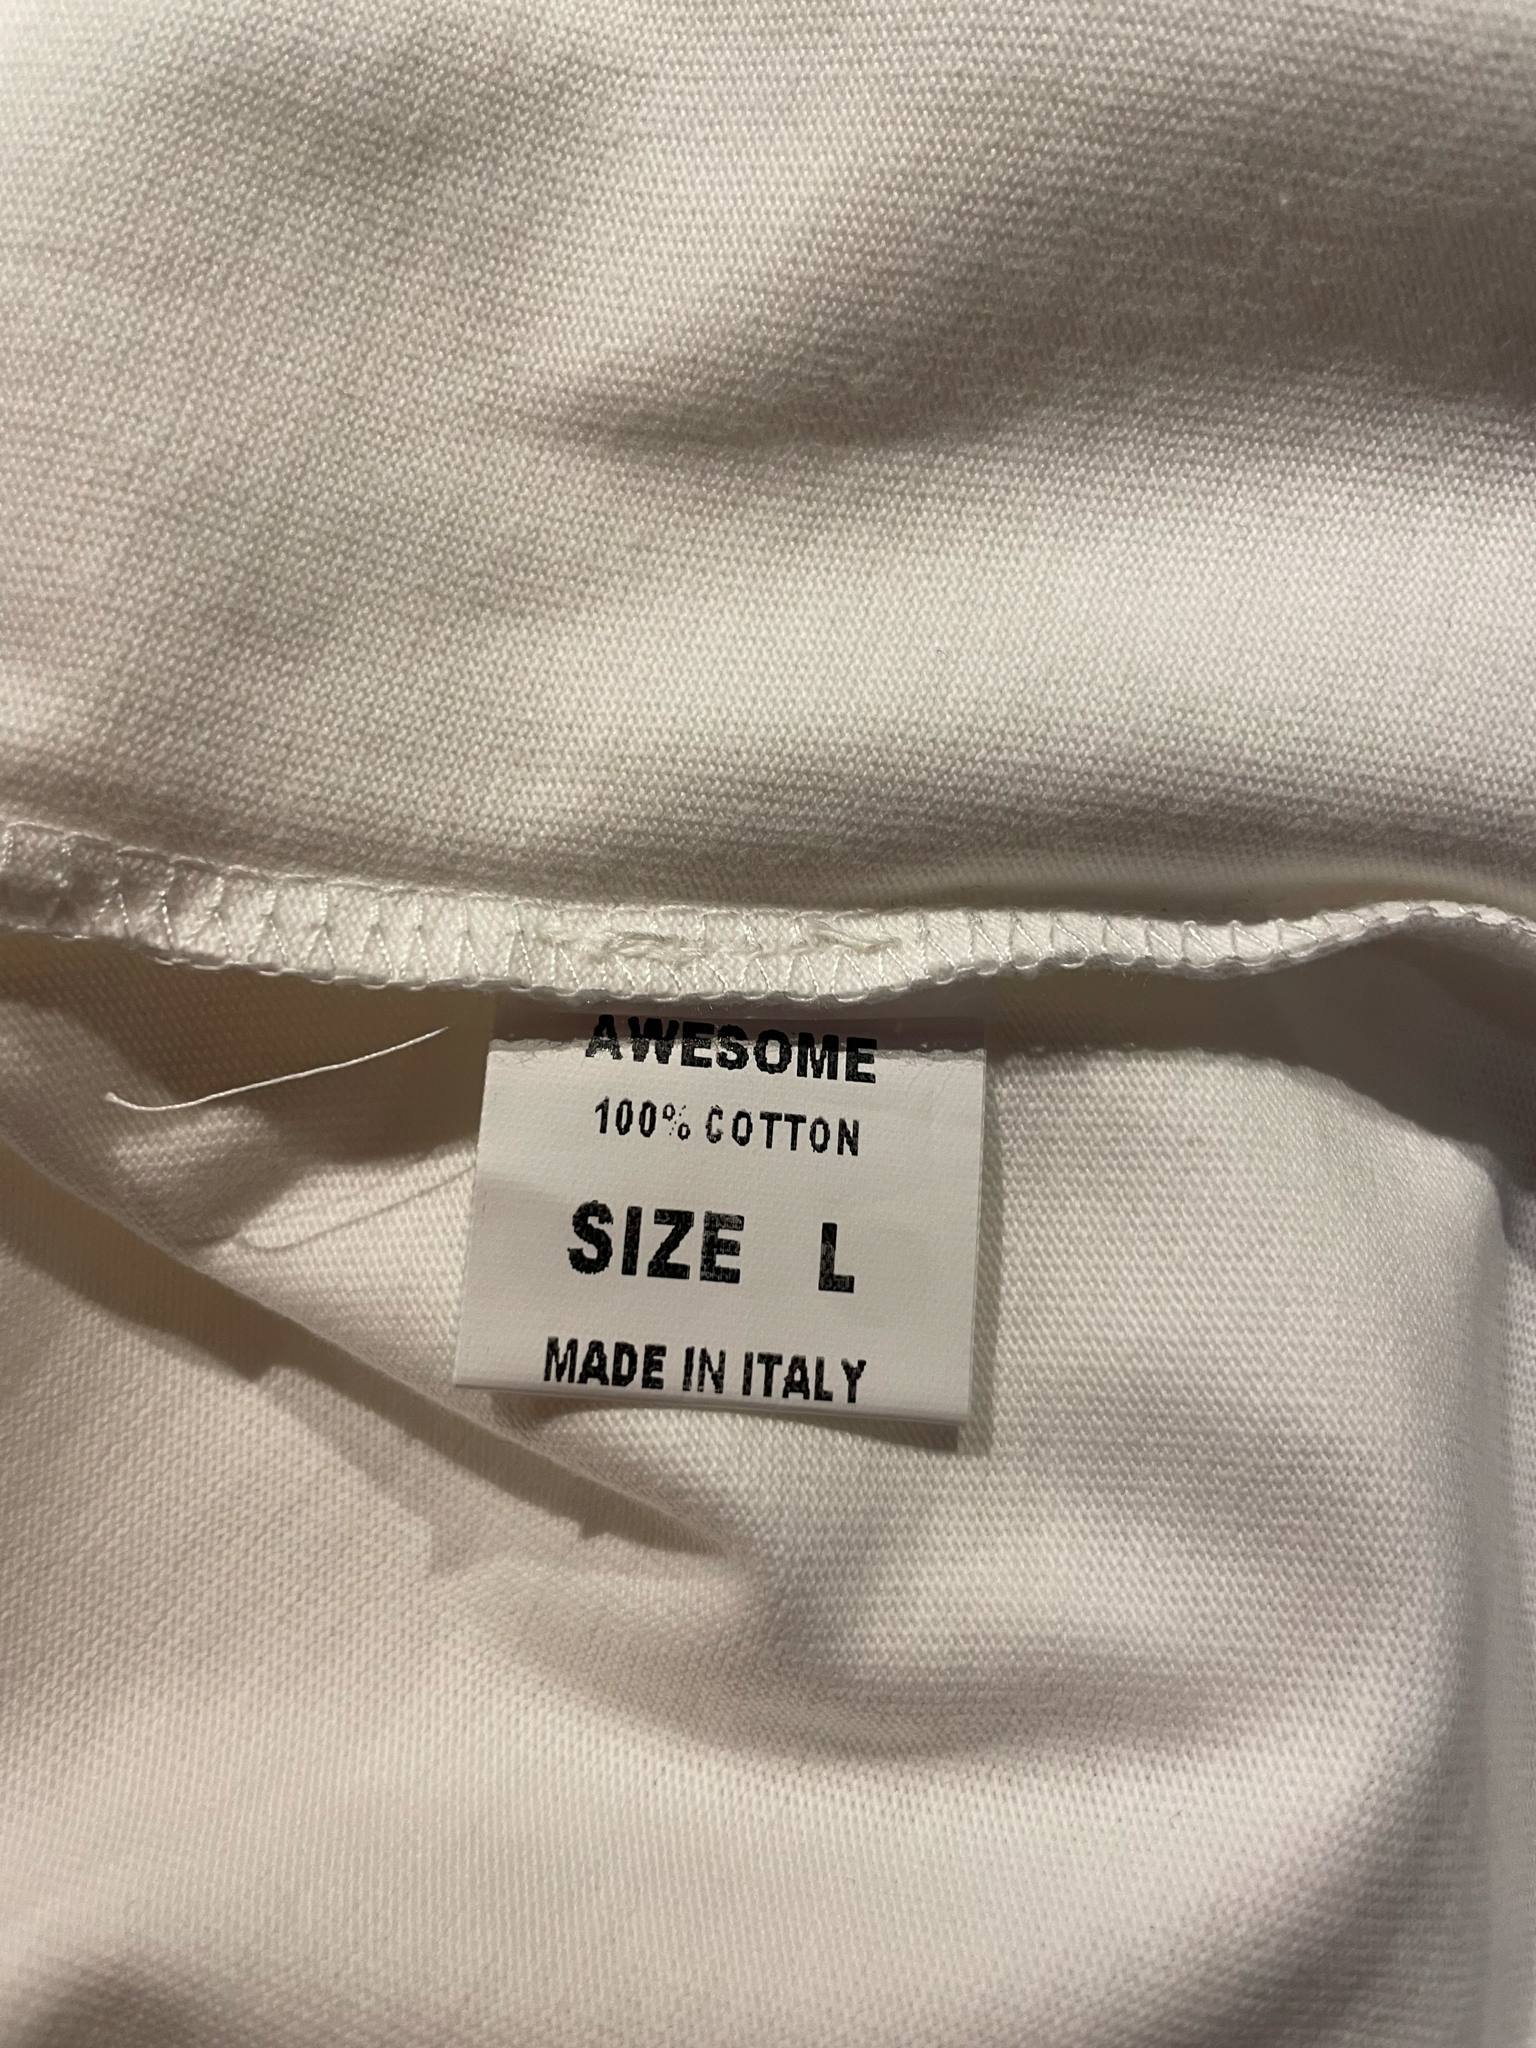 AWESOME
100% COTTON
SIZE L
MADE IN ITALY